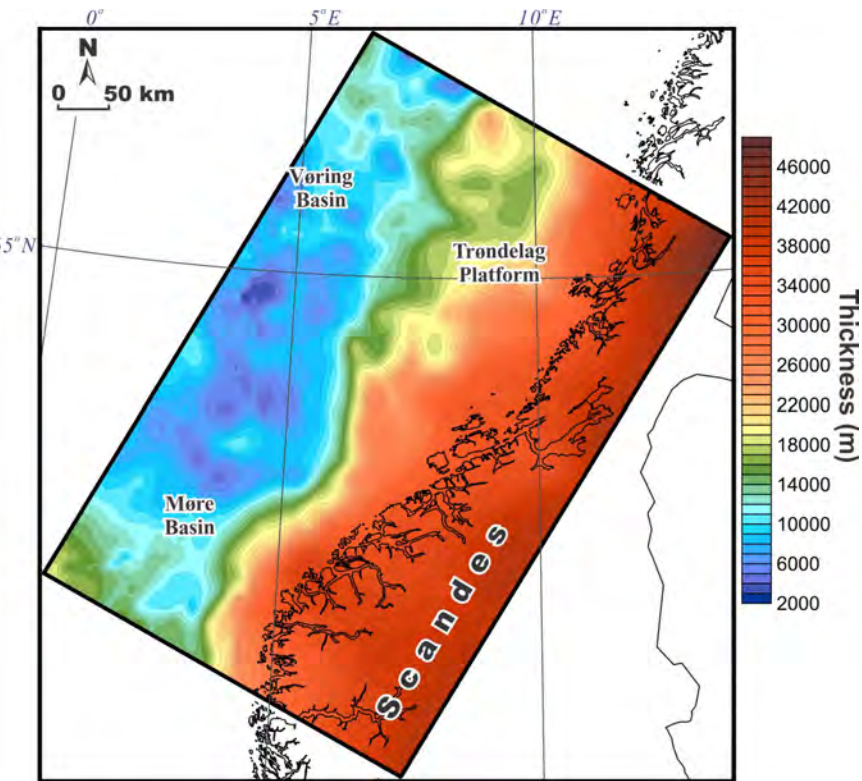 0°
5°E
10°E
N
0 50 km
Vøring
Basin
5°N
Trøndelag
Platform
Møre
Basin
Scandes
46000
42000
38000
34000
30000
26000
22000
18000
14000
10000
6000
2000
Thickness (m)